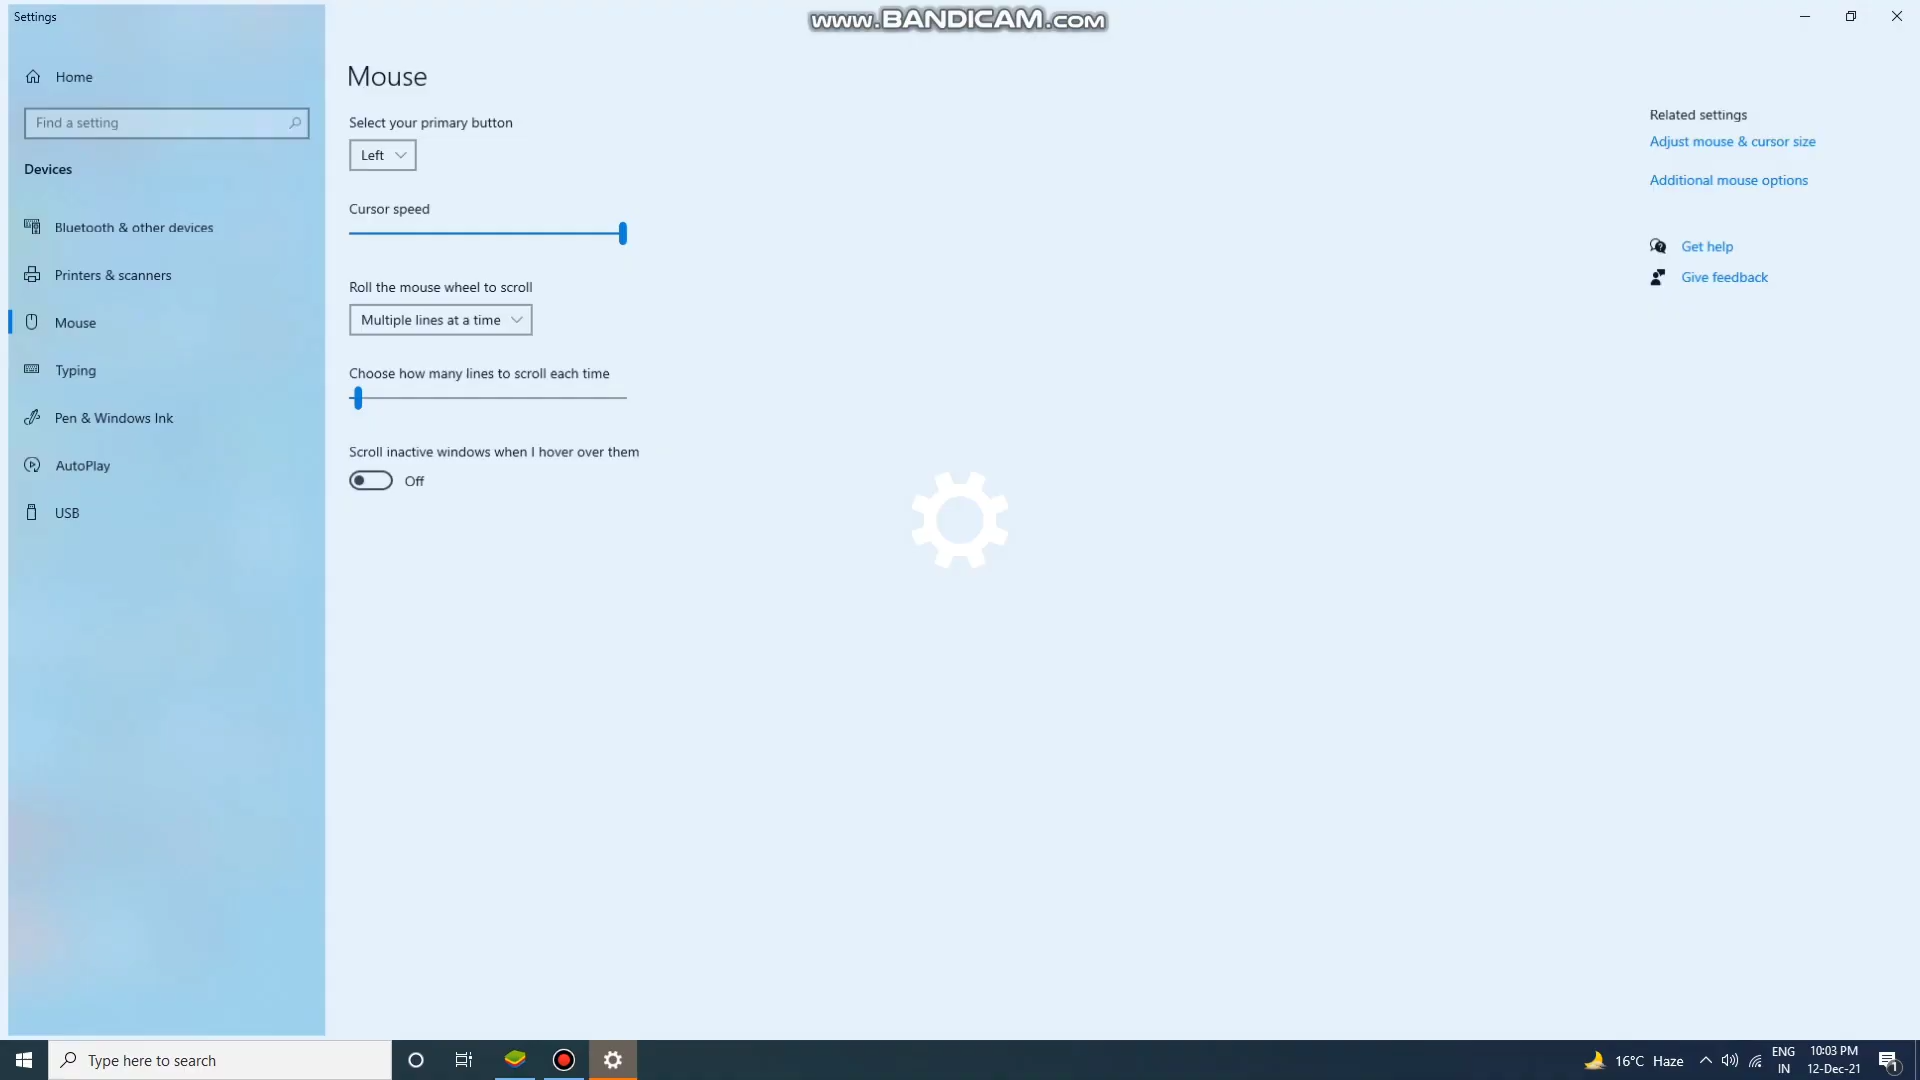 Settings
www.BANDICAM.com
Home
Find a setting
Devices
Bluetooth & other devices
Printers & scanners
Mouse
Typing
Pen & Windows Ink
AutoPlay
USB
Mouse
Select your primary button
Left
Cursor speed
Roll the mouse wheel to scroll
Multiple lines at a time
Choose how many lines to scroll each time
Scroll inactive windows when I hover over them
Off
Related settings
Adjust mouse & cursor size
Additional mouse options
Get help
Give feedback
Type here to search
16°C Haze
ENG
IN
10:03 PM
12-Dec-21
1